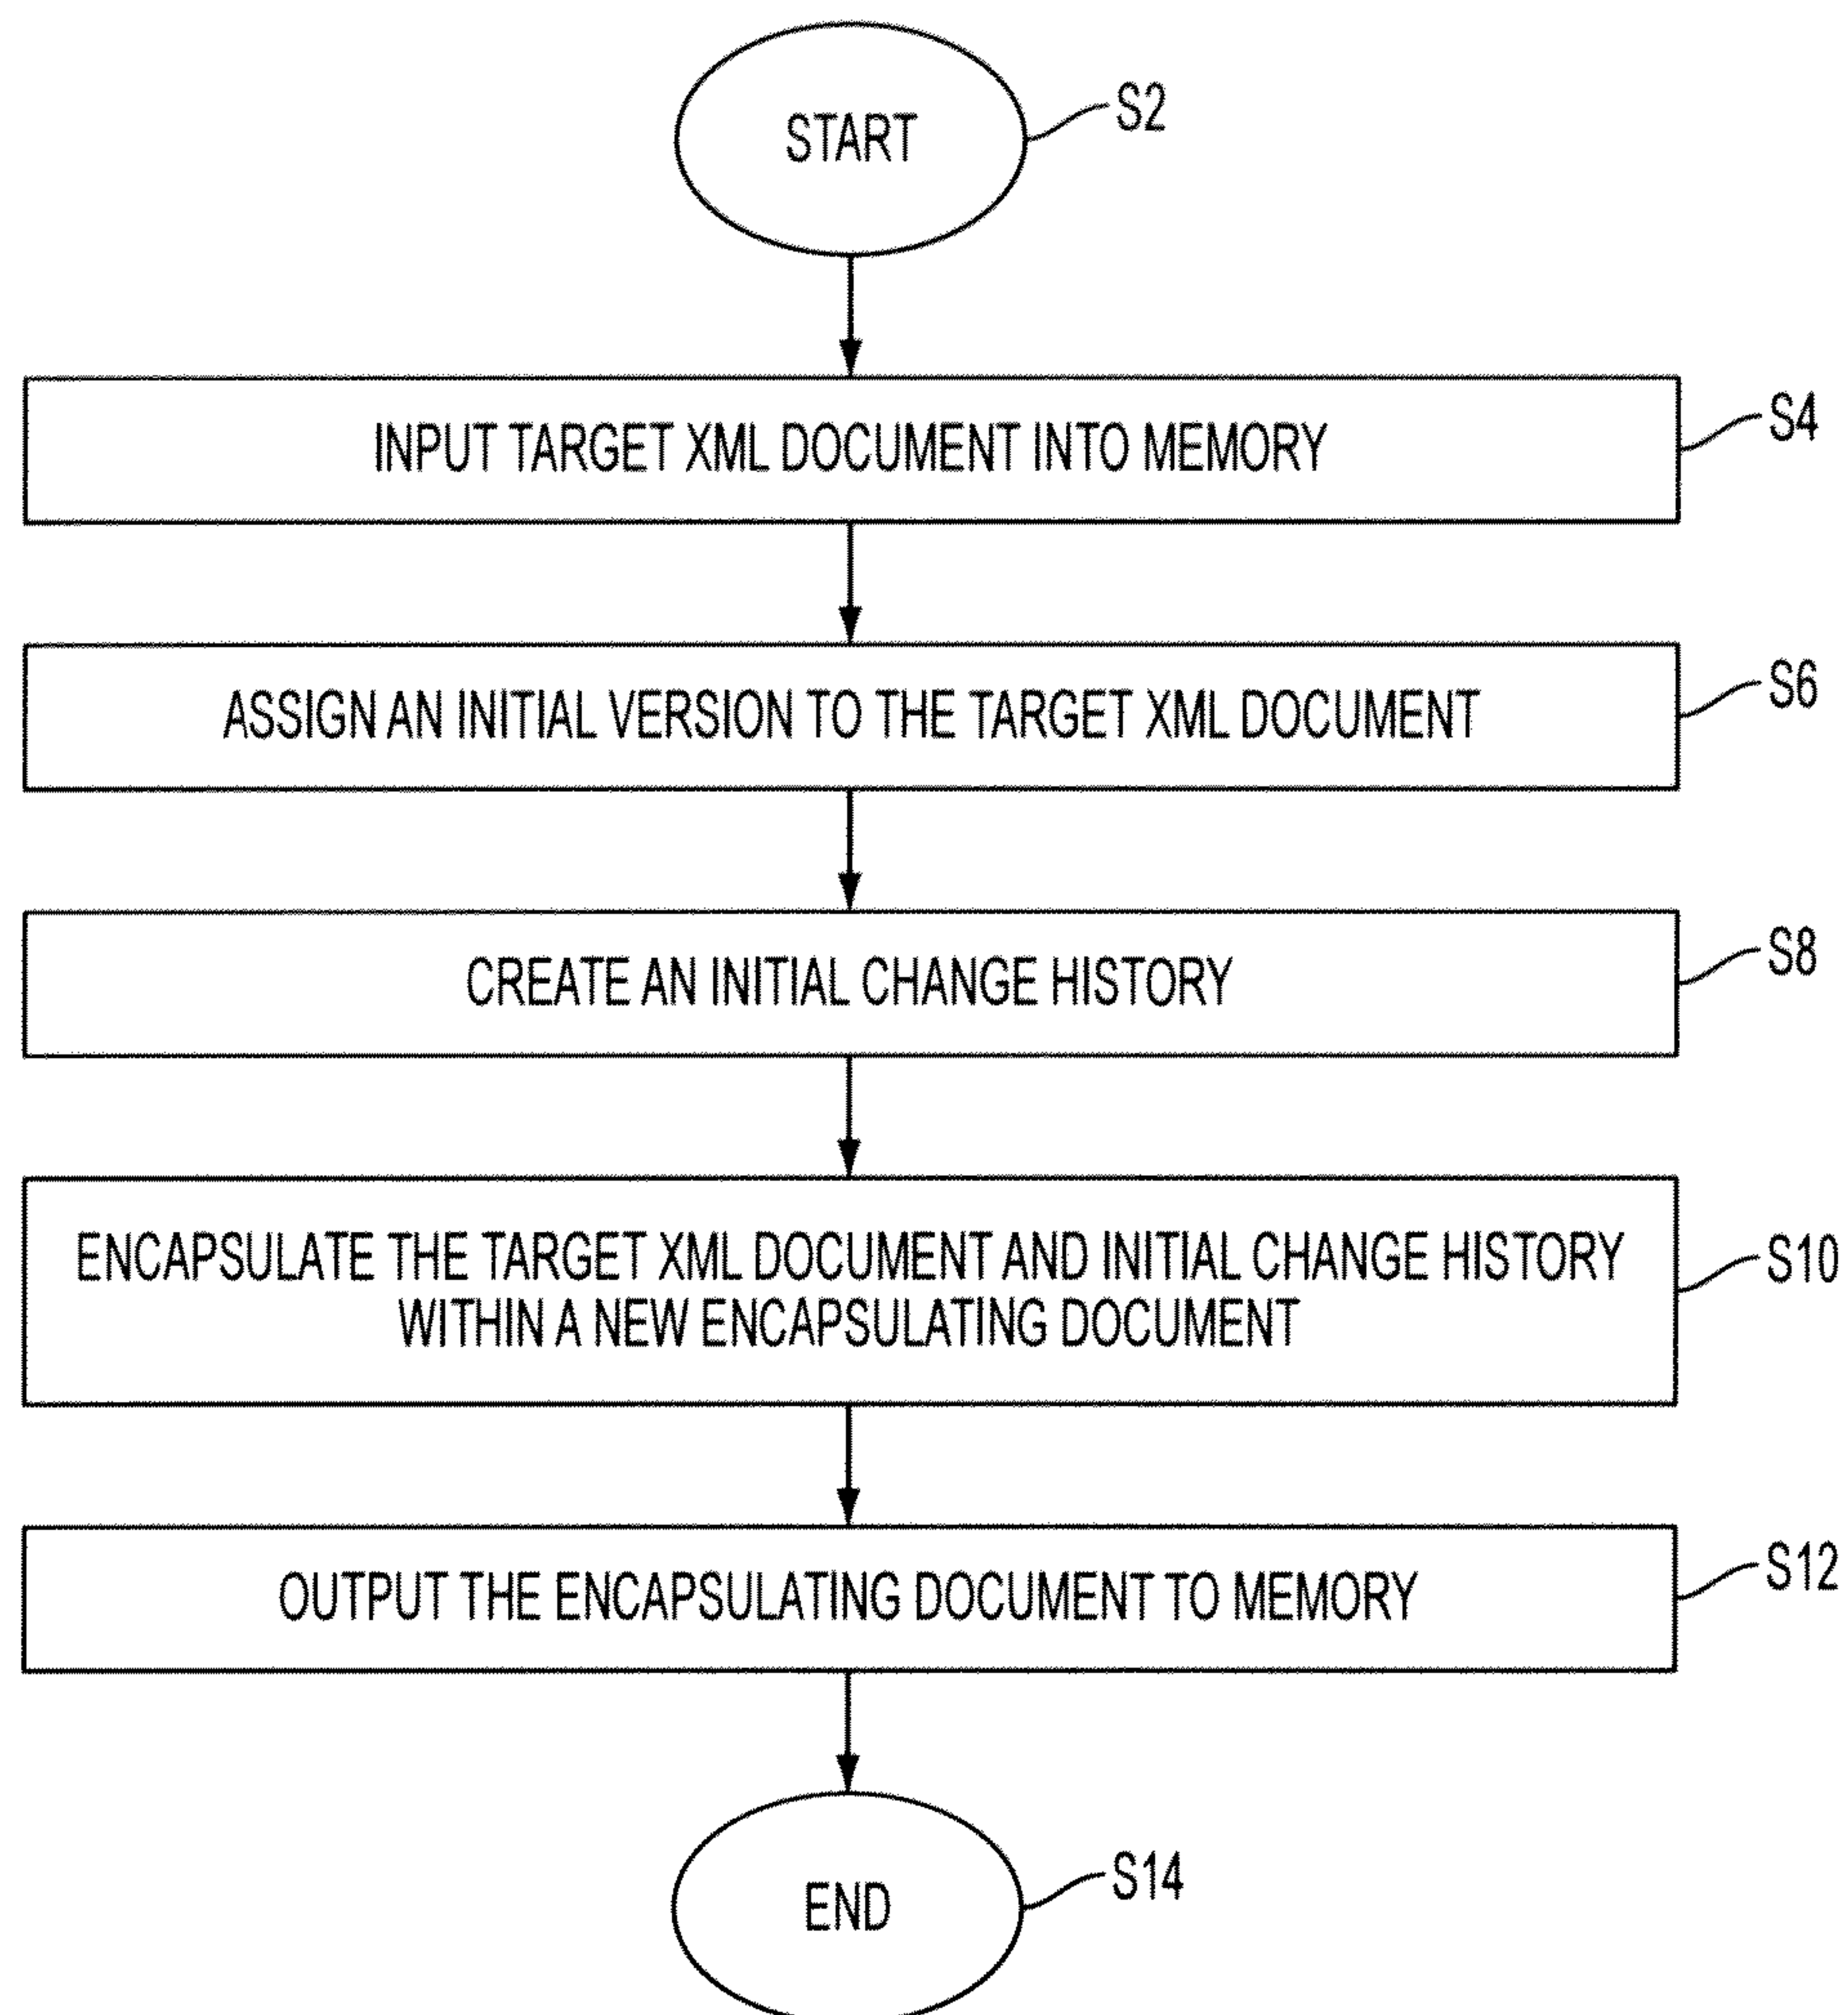 START
S2
INPUT TARGET XML DOCUMENT INTO MEMORY
S4
ASSIGN AN INITIAL VERSION TO THE TARGET XML DOCUMENT
S6
CREATE AN INITIAL CHANGE HISTORY
S8
ENCAPSULATE THE TARGET XML DOCUMENT AND INITIAL CHANGE HISTORY
WITHIN A NEW ENCAPSULATING DOCUMENT
S10
OUTPUT THE ENCAPSULATING DOCUMENT TO MEMORY
S12
END
S14